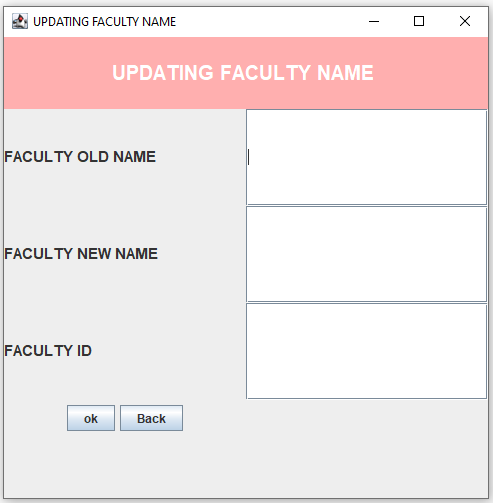 UPDATING FACULTY NAME
UPDATING FACULTY NAME
FACULTY OLD NAME
FACULTY NEW NAME
FACULTY ID
ok Back